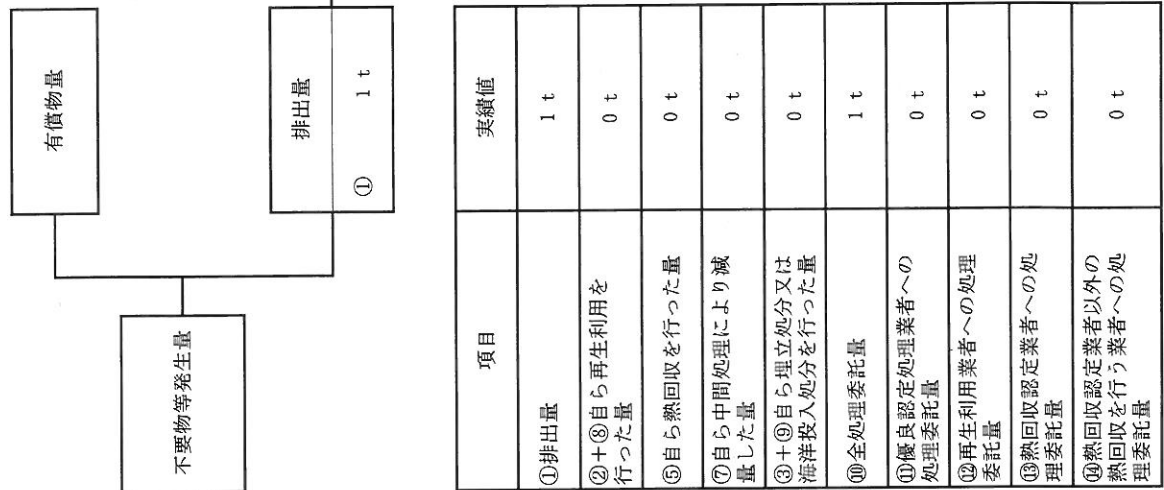 不要物等発生量
有償物量
排出量
① 1 t
項目 実績値
①排出量 1 t
②+⑧自ら再生利用を
行った量 0 t
⑤自ら熱回収を行った量 0 t
⑦自ら中間処理により減
量した量 0 t
③+⑨自ら埋立処分又は
海洋投入処分を行った量 0 t
⑩全処理委託量 1 t
⑪優良認定処理業者への
処理委託量 0 t
⑫再生利用業者への処理
委託量 0 t
⑬熱回収認定業者への処
理委託量 0 t
⑭熱回収認定業者以外の
熱回収を行う業者への処
理委託量 0 t